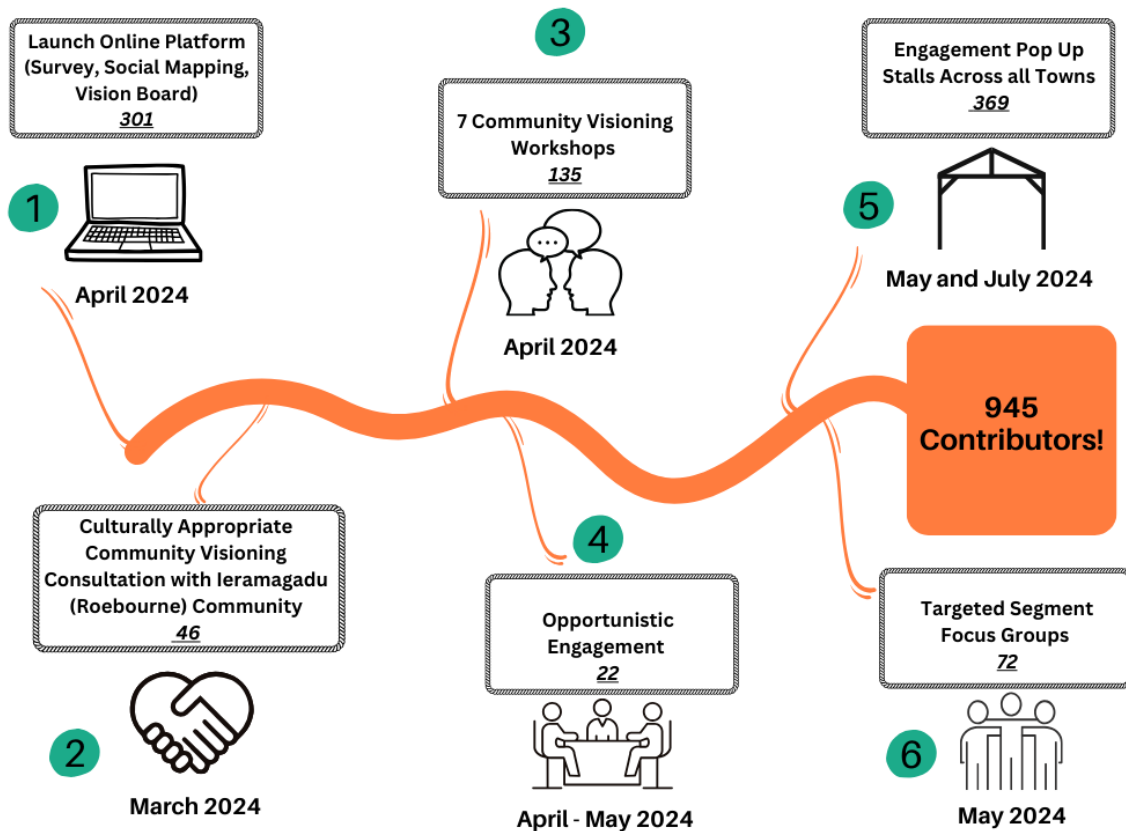 1
Launch Online Platform
(Survey, Social Mapping,
Vision Board)
301
April 2024
2
Culturally Appropriate
Community Visioning
Consultation with Ieramagadu
(Roebourne) Community
46
March 2024
3
7 Community Visioning
Workshops
135
April 2024
4
Opportunistic
Engagement
22
April - May 2024
5
Engagement Pop Up
Stalls Across all Towns
369
May and July 2024
6
Targeted Segment
Focus Groups
72
May 2024
945
Contributors!